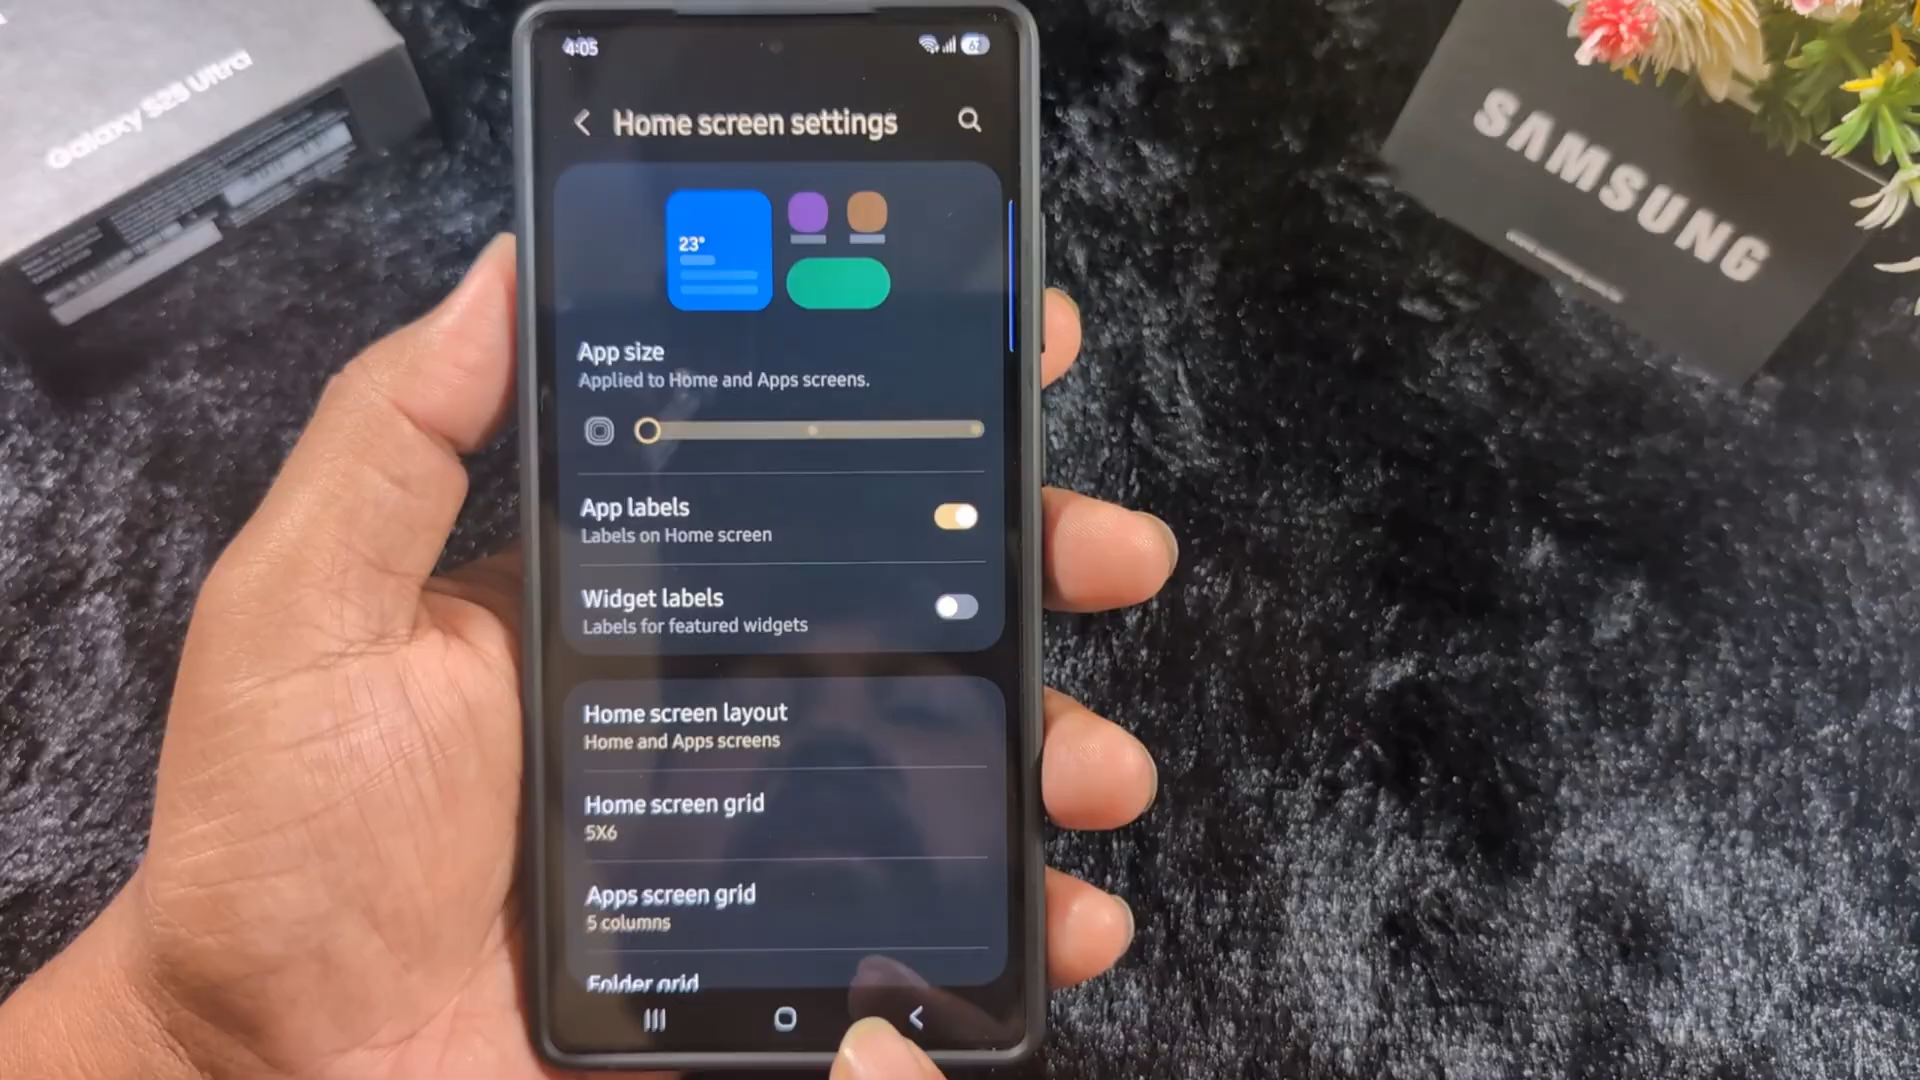 Galaxy S25 Ultra
SAMSUNG
4:05
62
Home screen settings
23°
App size
Applied to Home and Apps screens.
App labels
Labels on Home screen
Widget labels
Labels for featured widgets
Home screen layout
Home and Apps screens
Home screen grid
5X6
Apps screen grid
5 columns
Folder grid